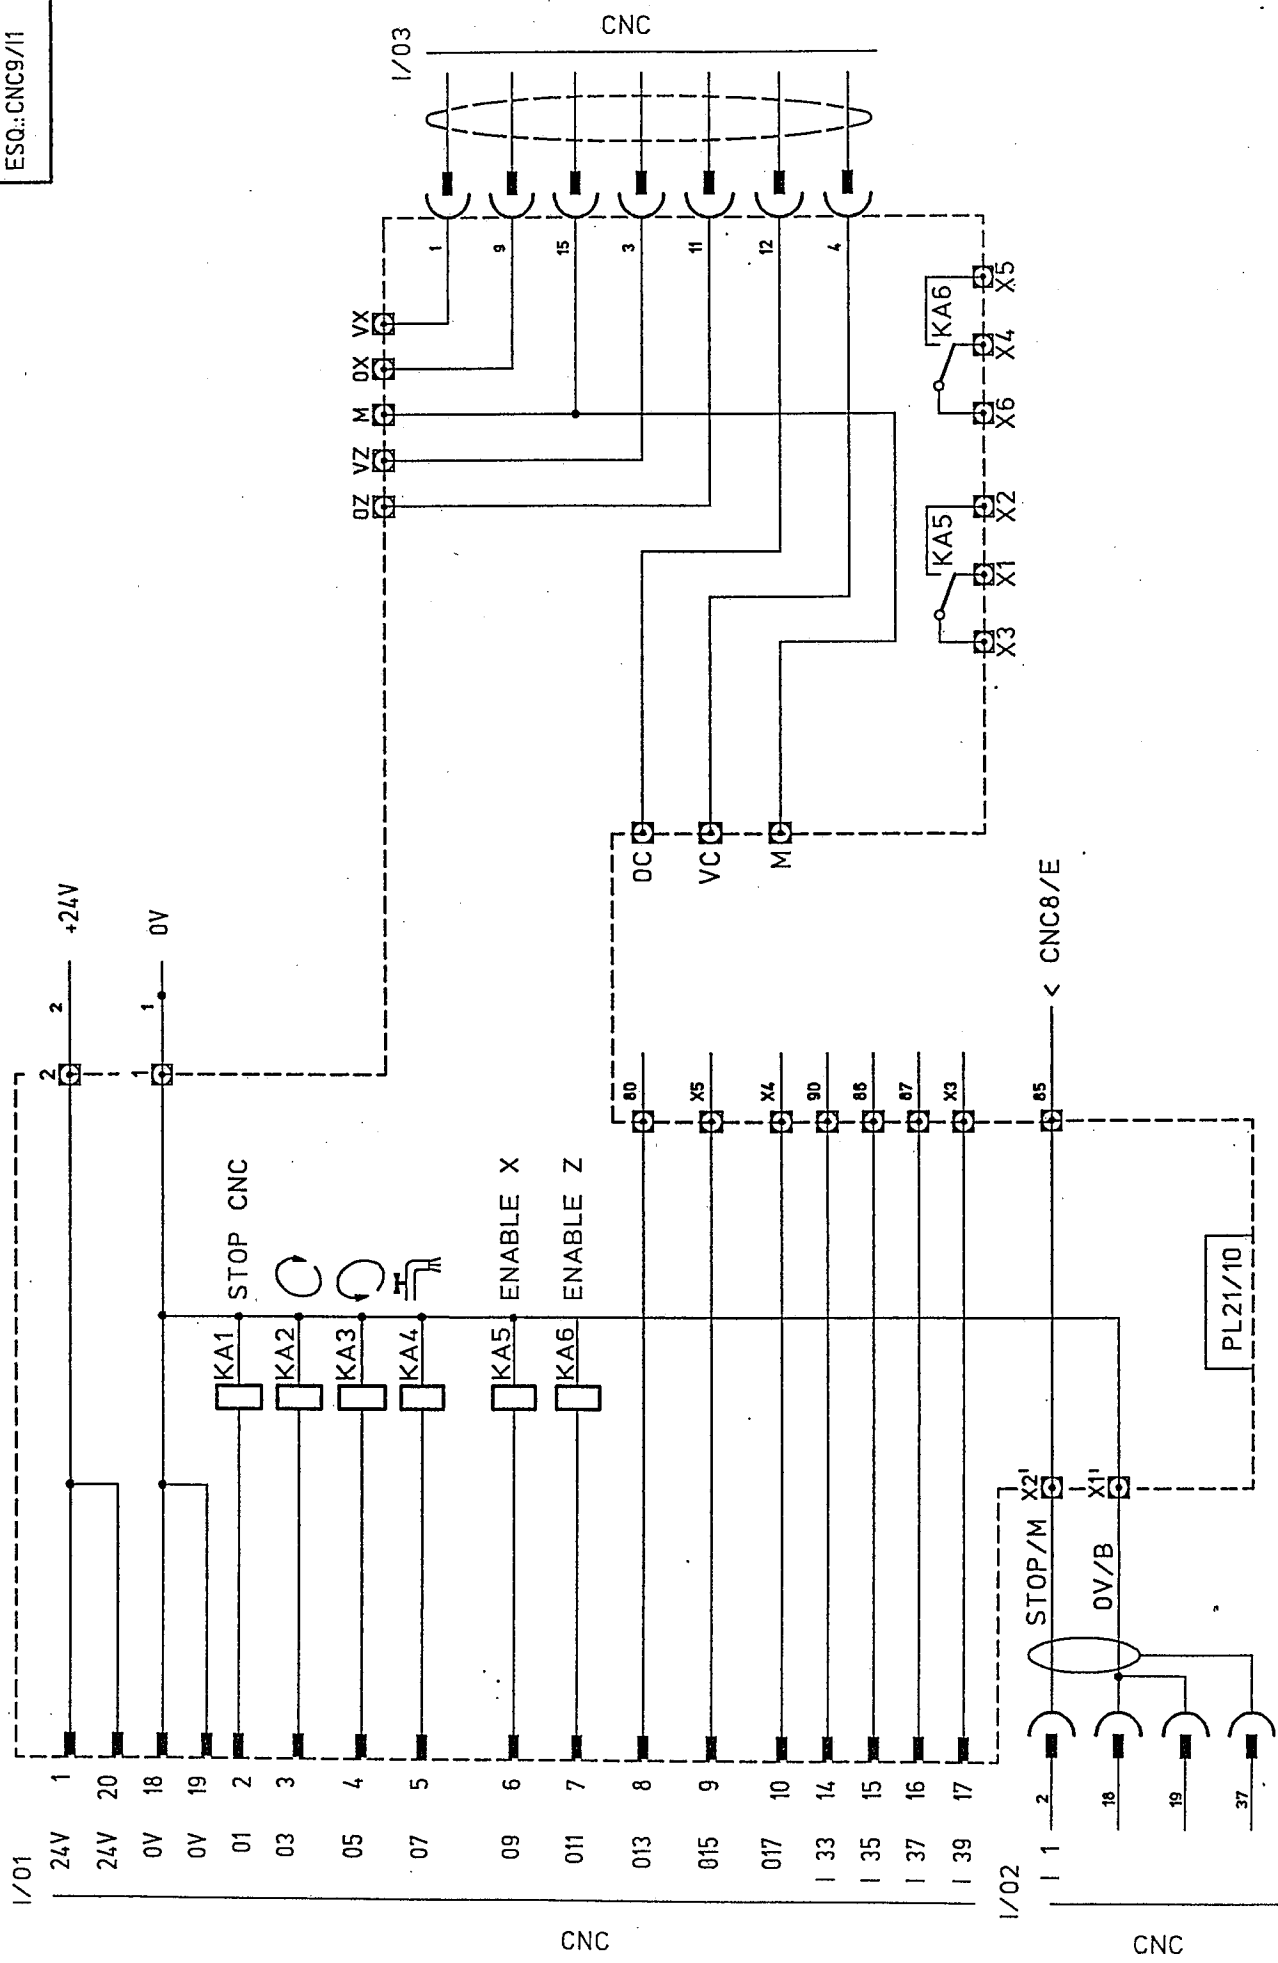 ESQ.: CNC9/I1
CNC
I/03
1
9
15
3
11
12
4
VX
0X
M
VZ
0Z
KA6
X5
X4
X6
KA5
X2
X1
X3
0C
VC
M
+24V
0V
2
1
2
1
STOP CNC
ENABLE X
ENABLE Z
KA1
KA2
KA3
KA4
KA5
KA6
80
X5
X4
90
88
87
X3
85
< CNC8/E
PL21/10
X2'
X1'
STOP/M
0V/B
I/01
24V 1
24V 20
0V 18
0V 19
01 2
03 3
05 4
07 5
09 6
011 7
013 8
015 9
017 10
I 33 14
I 35 15
I 37 16
I 39 17
CNC
I/02
I 1 2
18
19
37
CNC